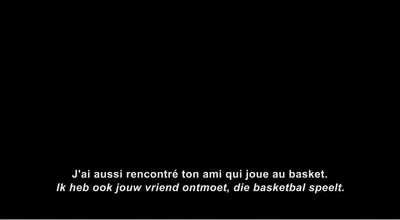 J'ai aussi rencontré ton ami qui joue au basket.
Ik heb ook jouw vriend ontmoet, die basketbal speelt.